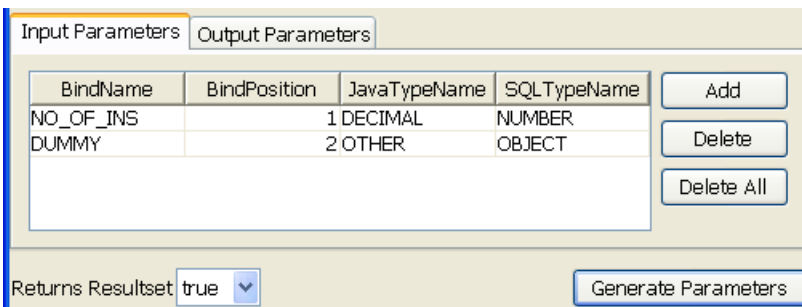 Input Parameters Output Parameters
BindName BindPosition JavaTypeName SQLTypeName Add
NO_OF_INS 1 DECIMAL NUMBER
DUMMY 2 OTHER OBJECT Delete
Delete All
Returns Resultset true Generate Parameters